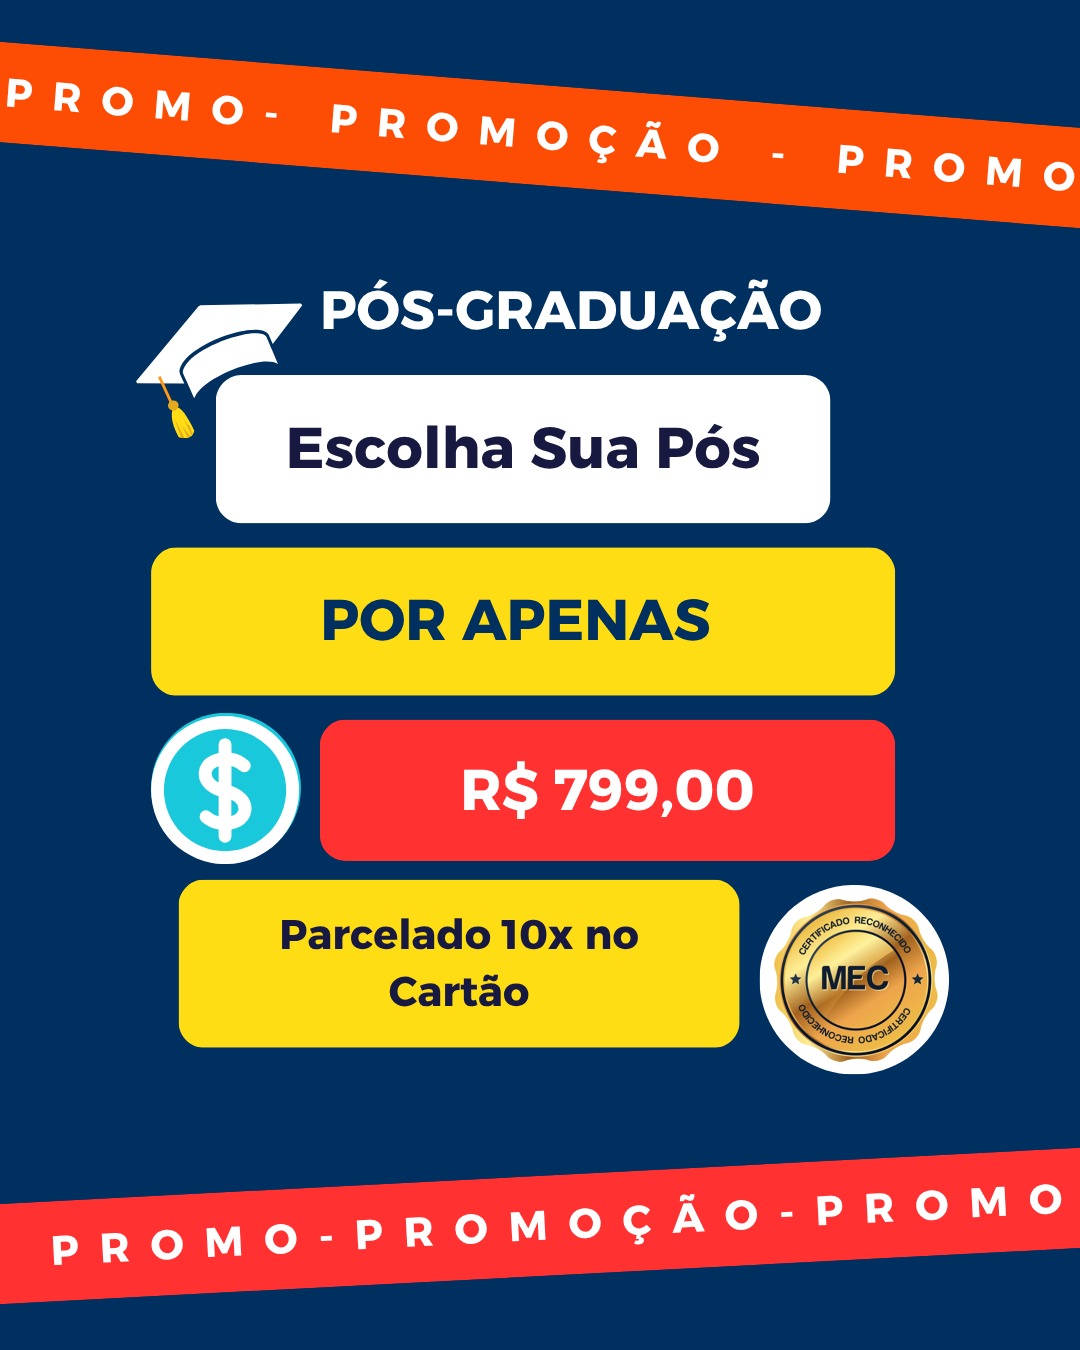 PROMO- PROMOÇÃO - PROMO
PÓS-GRADUAÇÃO
Escolha Sua Pós
POR APENAS
$
R$ 799,00
Parcelado 10x no
Cartão
CERTIFICADO RECONHECIDO
MEC
CERTIFICADO RECONHECIDO
PROMO-PROMOÇÃO-PROMO